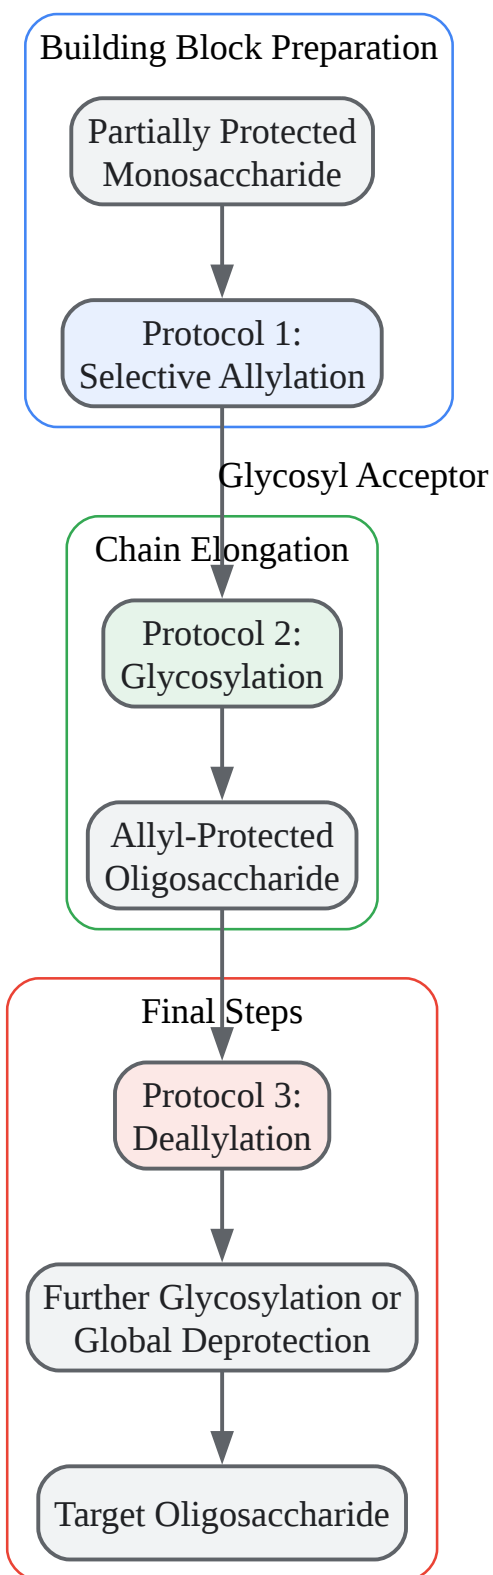 Building Block Preparation
Partially Protected
Monosaccharide
Protocol 1:
Selective Allylation
Glycosyl Acceptor
Chain Elongation
Protocol 2:
Glycosylation
Allyl-Protected
Oligosaccharide
Final Steps
Protocol 3:
Deallylation
Further Glycosylation or
Global Deprotection
Target Oligosaccharide